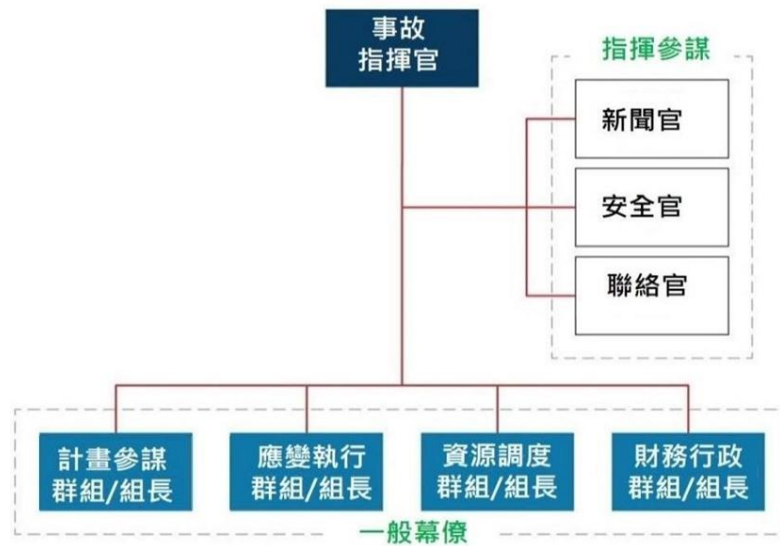 事故
指揮官
指揮參謀
新聞官
安全官
聯絡官
計畫參謀
群組/組長
應變執行
群組/組長
資源調度
群組/組長
財務行政
群組/組長
一般幕僚